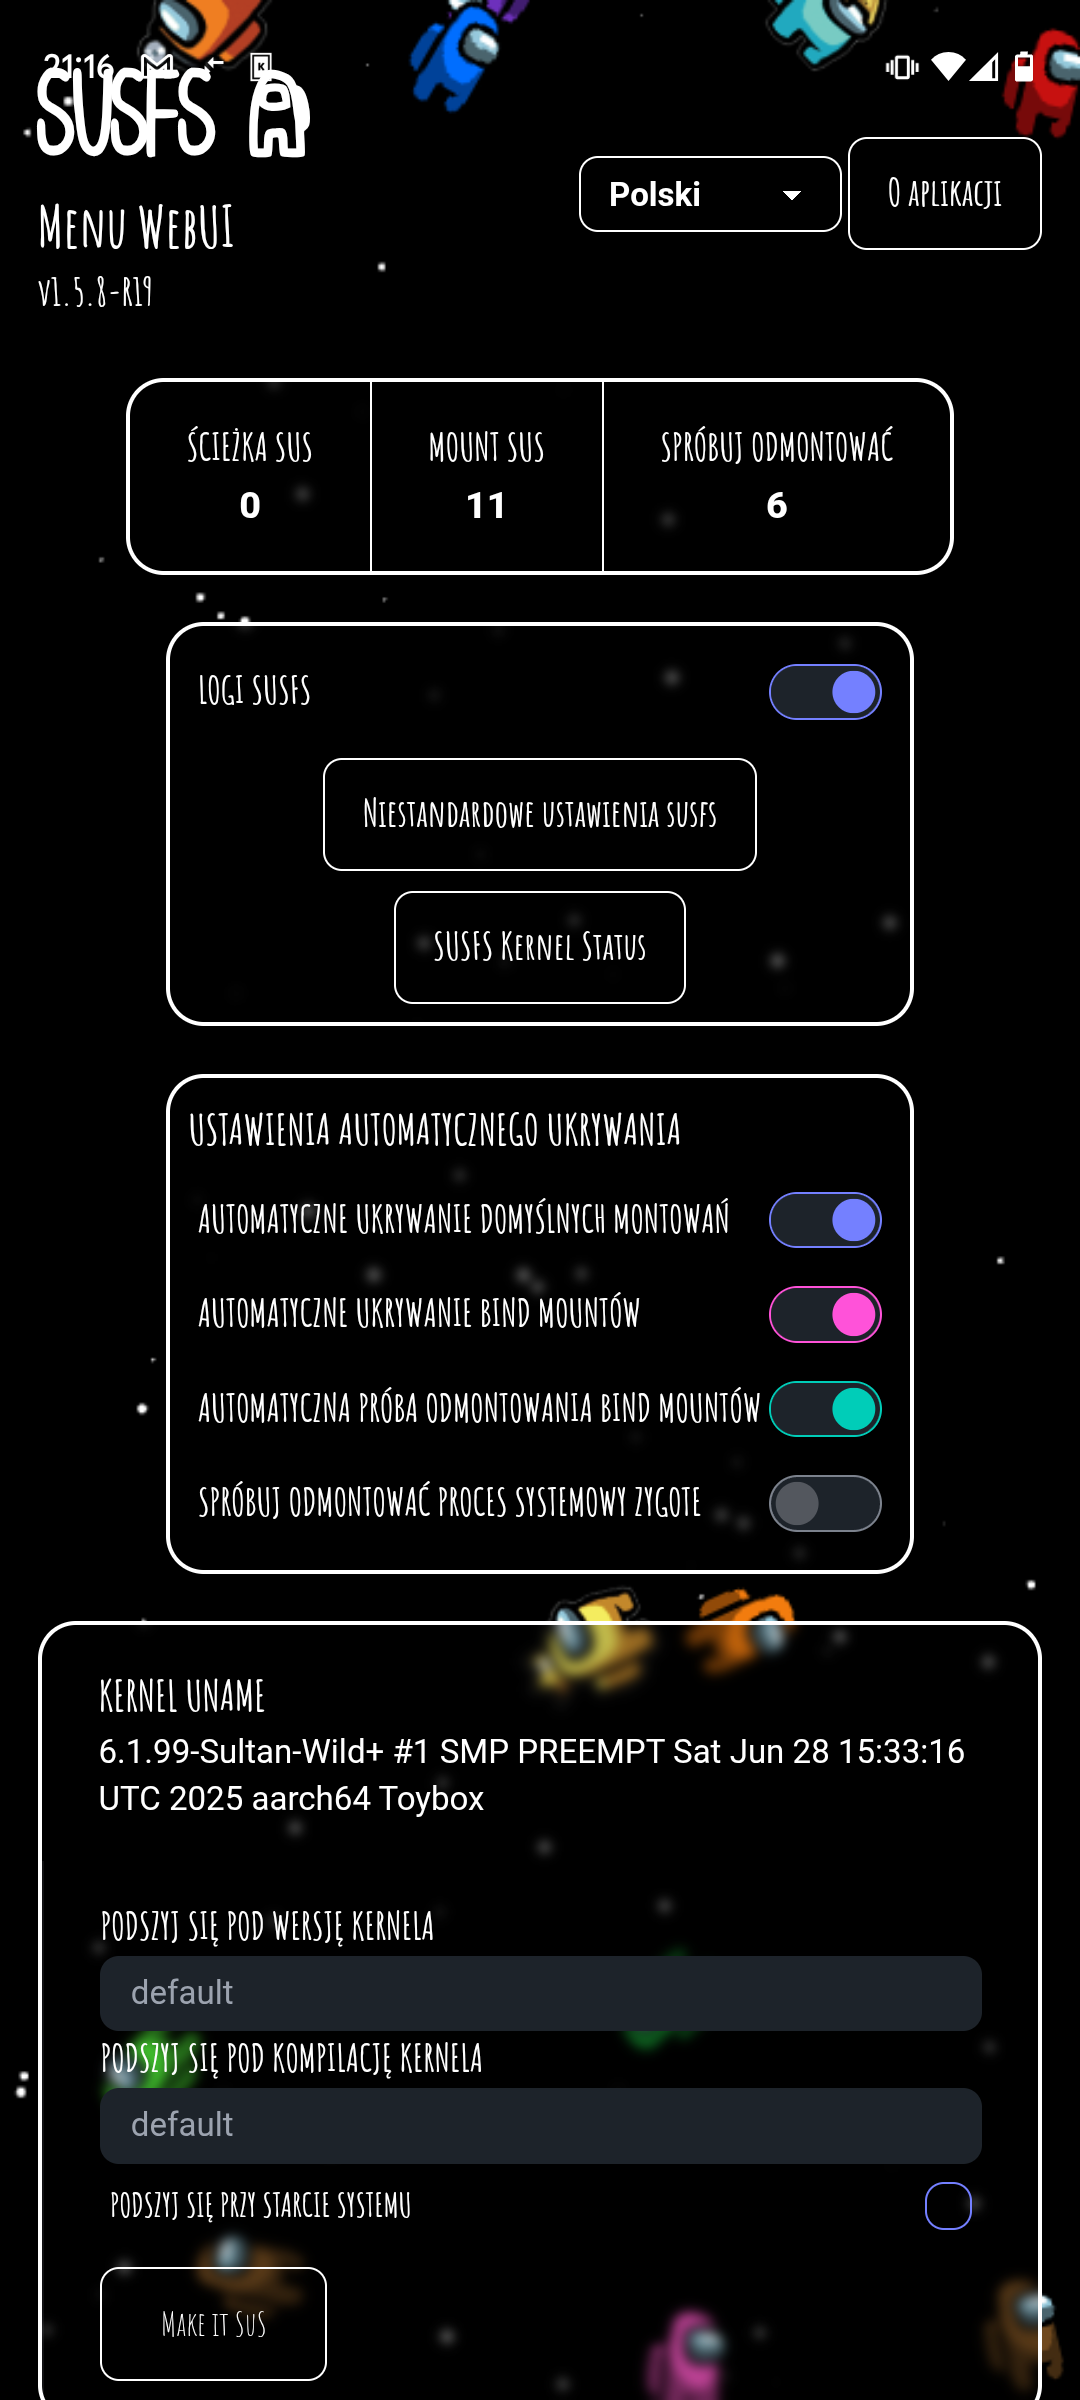 21:16
SUSFS
Menu WebUI
v1.5.8-R19
Polski
O aplikacji
ŚCIEŻKA SUS
0
MOUNT SUS
11
SPRÓBUJ ODMONTOWAĆ
6
LOGI SUSFS
Niestandardowe ustawienia susfs
SUSFS Kernel Status
USTAWIENIA AUTOMATYCZNEGO UKRYWANIA
AUTOMATYCZNE UKRYWANIE DOMYŚLNYCH MONTOWAŃ
AUTOMATYCZNE UKRYWANIE BIND MOUNTÓW
AUTOMATYCZNA PRÓBA ODMONTOWANIA BIND MOUNTÓW
SPRÓBUJ ODMONTOWAĆ PROCES SYSTEMOWY ZYGOTE
KERNEL UNAME
6.1.99-Sultan-Wild+ #1 SMP PREEMPT Sat Jun 28 15:33:16
UTC 2025 aarch64 Toybox
PODSZYJ SIĘ POD WERSJĘ KERNELA
default
PODSZYJ SIĘ POD KOMPILACJĘ KERNELA
default
PODSZYJ SIĘ PRZY STARCIE SYSTEMU
Make it SuS